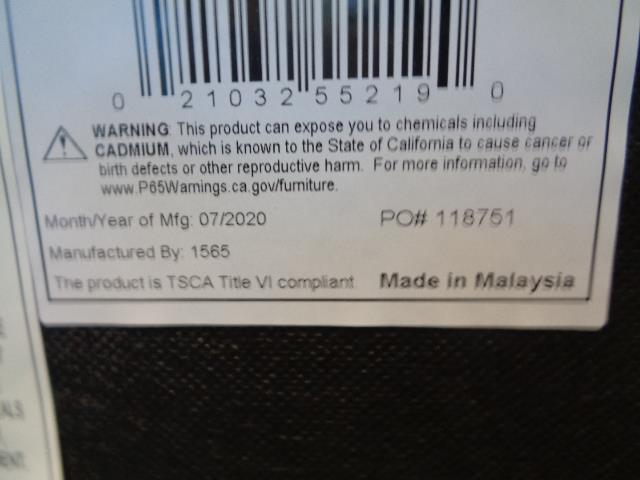 0 21032 55219 0
WARNING: This product can expose you to chemicals including
CADMIUM, which is known to the State of California to cause cancer or
birth defects or other reproductive harm. For more information, go to
www.P65Warnings.ca.gov/furniture.
Month/Year of Mfg: 07/2020 PO# 118751
Manufactured By: 1565
The product is TSCA Title VI compliant Made in Malaysia